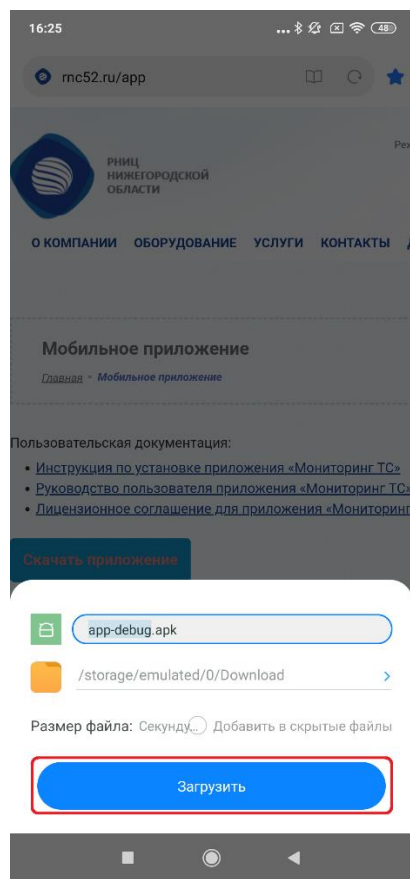 16:25
48
rnc52.ru/app
Реж
РНИЦ
НИЖЕГОРОДСКОЙ
ОБЛАСТИ
О КОМПАНИИ ОБОРУДОВАНИЕ УСЛУГИ КОНТАКТЫ
Мобильное приложение
Главная - Мобильное приложение
Пользовательская документация:
• Инструкция по установке приложения «Мониторинг ТС»
• Руководство пользователя приложения «Мониторинг ТС»
• Лицензионное соглашение для приложения «Мониторинг
Скачать приложение
app-debug.apk
/storage/emulated/0/Download
Размер файла: Секунду... Добавить в скрытые файлы
Загрузить